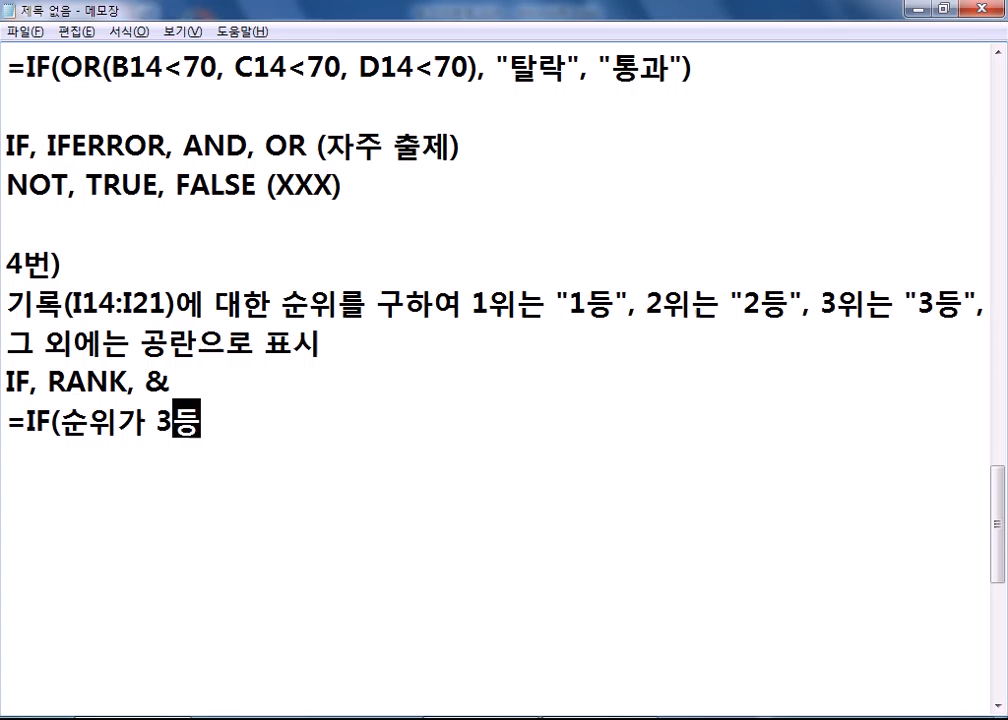 제목 없음 - 메모장
파일(F) 편집(E) 서식(O) 보기(V) 도움말(H)
=IF(OR(B14<70, C14<70, D14<70), "탈락", "통과")
IF, IFERROR, AND, OR (자주 출제)
NOT, TRUE, FALSE (XXX)
4번)
기록(I14:I21)에 대한 순위를 구하여 1위는 "1등", 2위는 "2등", 3위는 "3등",
그 외에는 공란으로 표시
IF, RANK, &
=IF(순위가 3등